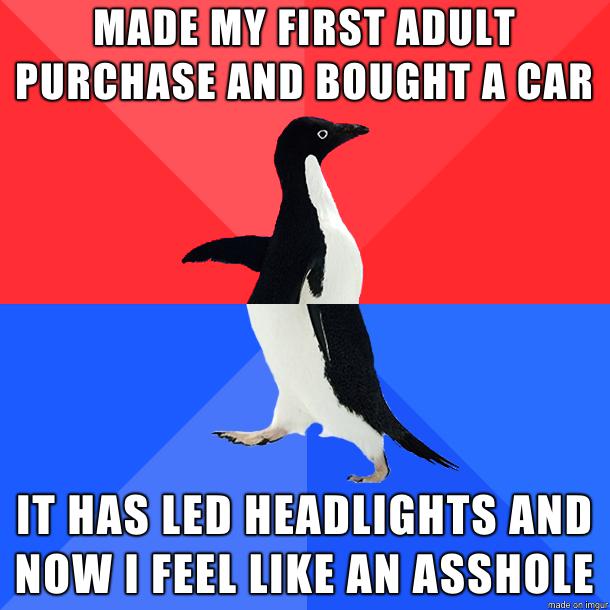 MADE MY FIRST ADULT
PURCHASE AND BOUGHT A CAR
IT HAS LED HEADLIGHTS AND
NOW I FEEL LIKE AN ASSHOLE
made on imgur